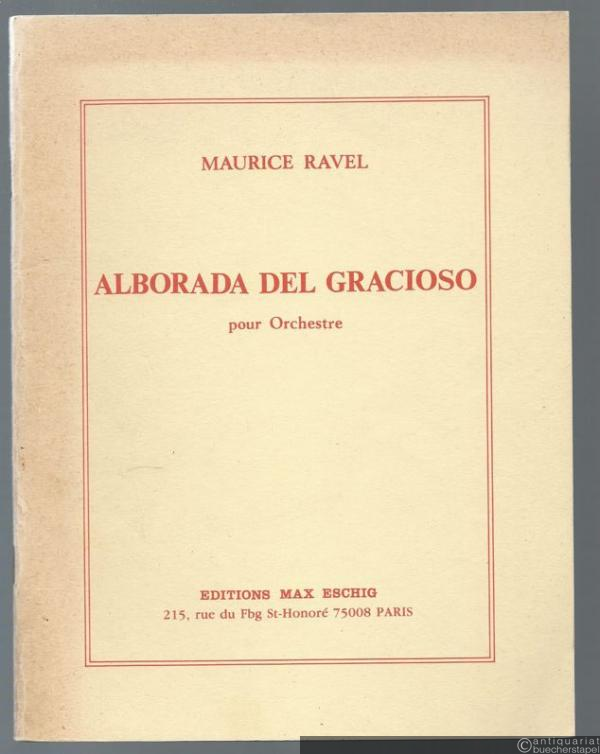 MAURICE RAVEL
ALBORADA DEL GRACIOSO
pour Orchestre
EDITIONS MAX ESCHIG
215, rue du Fbg St-Honoré 75008 PARIS
©antiquariat
buecherstapel